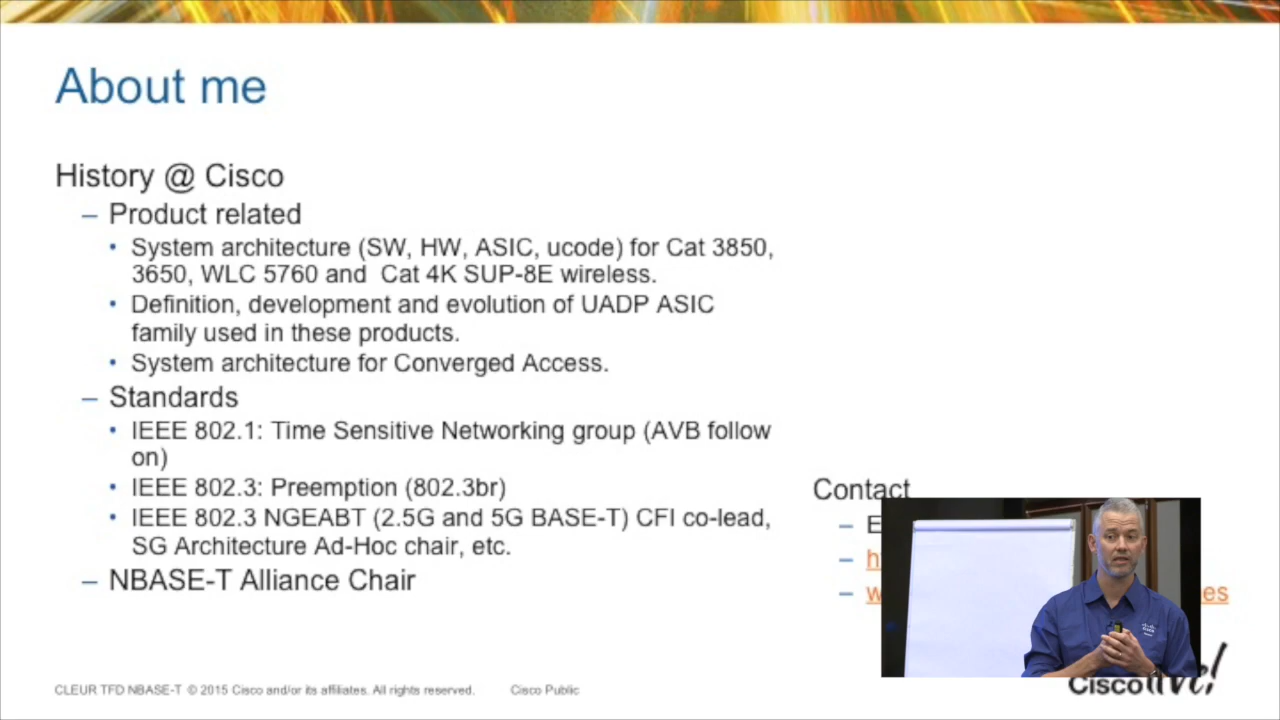 About me
History @ Cisco
– Product related
• System architecture (SW, HW, ASIC, ucode) for Cat 3850,
3650, WLC 5760 and Cat 4K SUP-8E wireless.
• Definition, development and evolution of UADP ASIC
family used in these products.
• System architecture for Converged Access.
– Standards
• IEEE 802.1: Time Sensitive Networking group (AVB follow
on)
• IEEE 802.3: Preemption (802.3br)
• IEEE 802.3 NGEABT (2.5G and 5G BASE-T) CFI co-lead,
SG Architecture Ad-Hoc chair, etc.
– NBASE-T Alliance Chair
Contact
CLEUR TFD NBASE-T © 2015 Cisco and/or its affiliates. All rights reserved. Cisco Public
Cisco live!